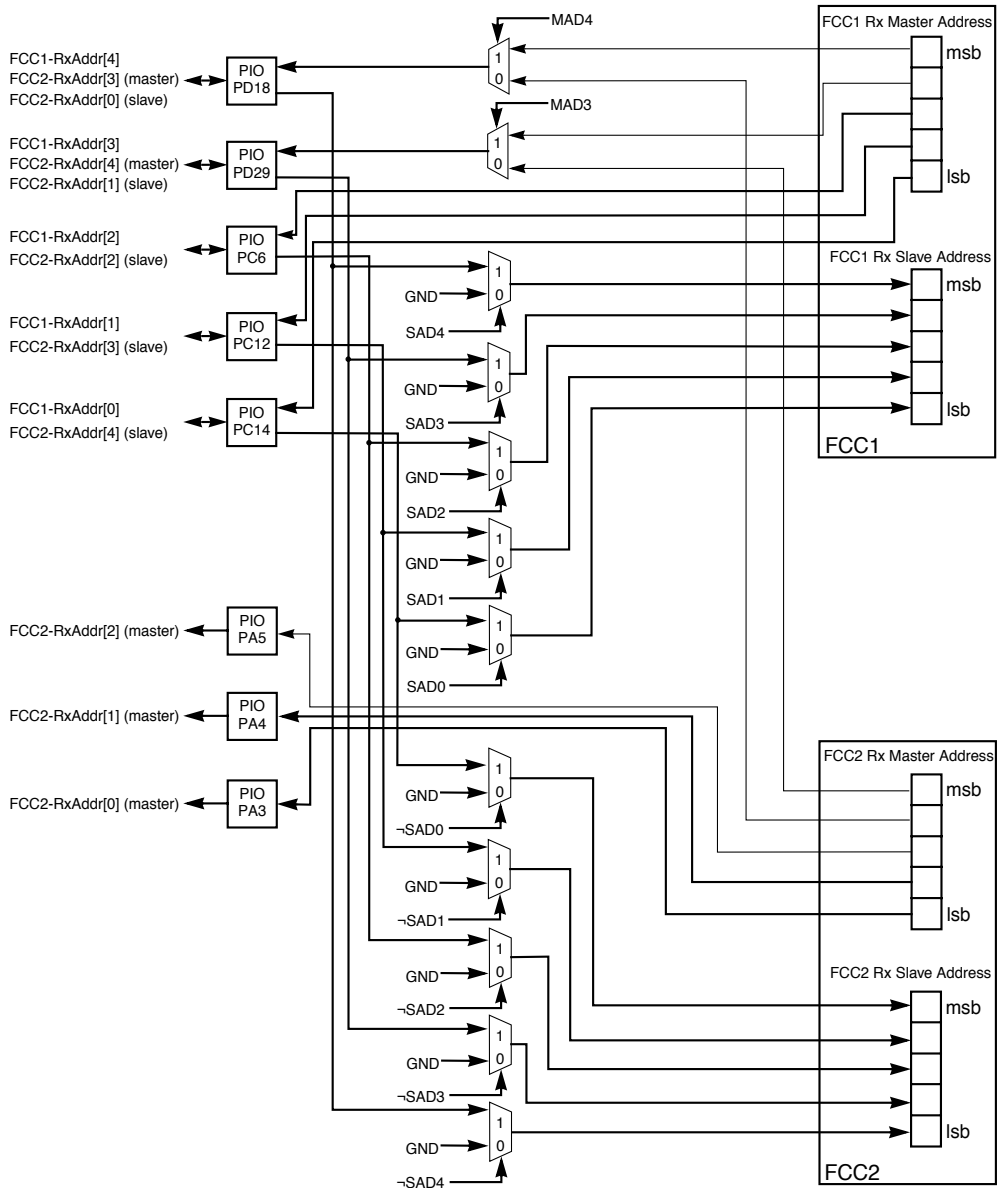 MAD4
FCC1 Rx Master Address
msb
FCC1-RxAddr[4]
FCC2-RxAddr[3] (master)
FCC2-RxAddr[0] (slave)
PIO
PD18
1
0
MAD3
FCC1-RxAddr[3]
FCC2-RxAddr[4] (master)
FCC2-RxAddr[1] (slave)
PIO
PD29
1
0
lsb
FCC1-RxAddr[2]
FCC2-RxAddr[2] (slave)
PIO
PC6
FCC1 Rx Slave Address
1
0
GND
SAD4
msb
FCC1-RxAddr[1]
FCC2-RxAddr[3] (slave)
PIO
PC12
1
0
GND
SAD3
FCC1-RxAddr[0]
FCC2-RxAddr[4] (slave)
PIO
PC14
lsb
FCC1
1
0
GND
SAD2
1
0
GND
SAD1
FCC2-RxAddr[2] (master)
PIO
PA5
1
0
GND
SAD0
FCC2-RxAddr[1] (master)
PIO
PA4
FCC2 Rx Master Address
msb
FCC2-RxAddr[0] (master)
PIO
PA3
1
0
GND
¬SAD0
1
0
GND
¬SAD1
lsb
1
0
GND
¬SAD2
FCC2 Rx Slave Address
msb
1
0
GND
¬SAD3
1
0
GND
¬SAD4
lsb
FCC2